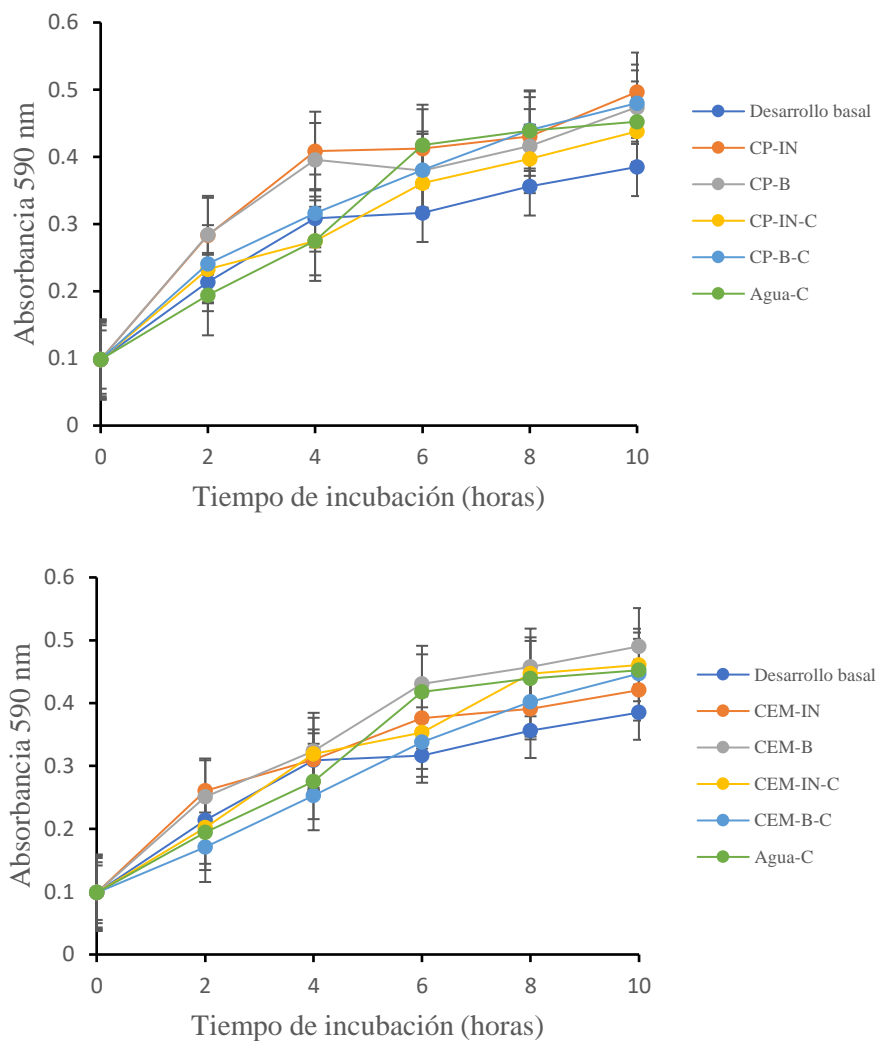 0.6
0.5
0.4
0.3
0.2
0.1
0
Absorbancia 590 nm
0 2 4 6 8 10
Tiempo de incubación (horas)
Desarrollo basal
CP-IN
CP-B
CP-IN-C
CP-B-C
Agua-C
0.6
0.5
0.4
0.3
0.2
0.1
0
Absorbancia 590 nm
0 2 4 6 8 10
Tiempo de incubación (horas)
Desarrollo basal
CEM-IN
CEM-B
CEM-IN-C
CEM-B-C
Agua-C